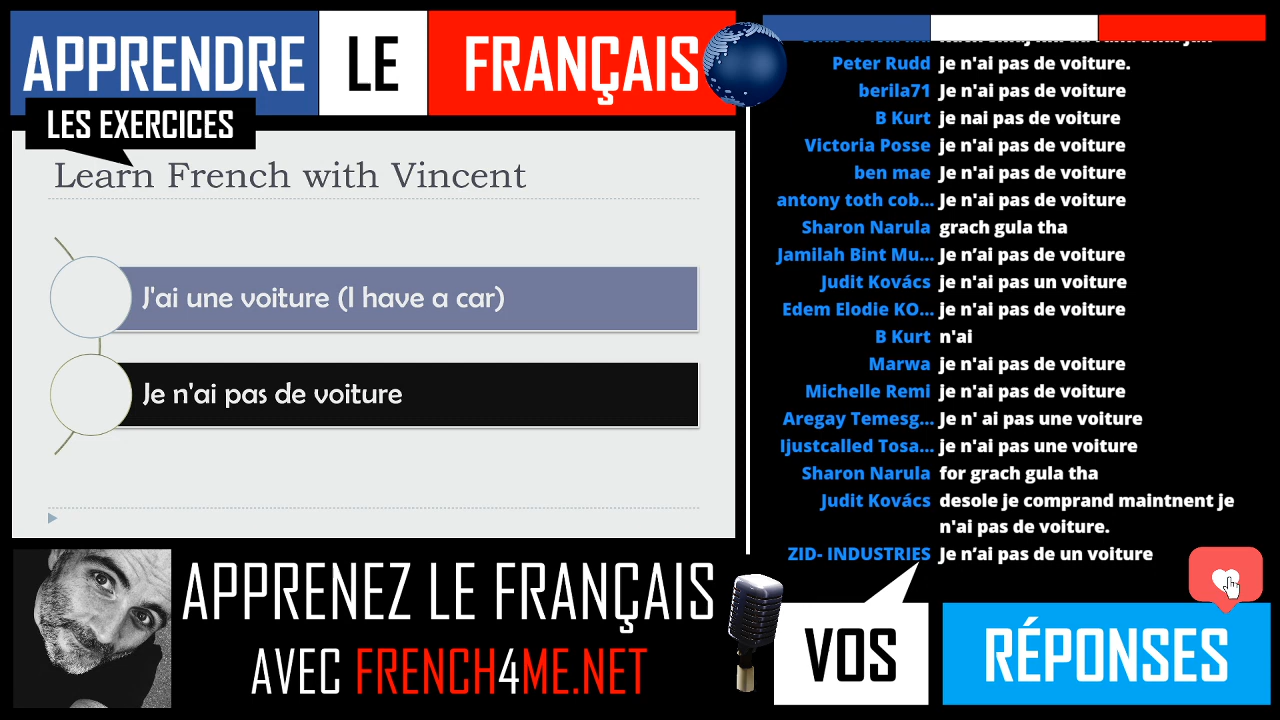 APPRENDRE LE FRANÇAIS
LES EXERCICES
Learn French with Vincent
J'ai une voiture (I have a car)
Je n'ai pas de voiture
APPRENEZ LE FRANÇAIS
AVEC FRENCH4ME.NET
Peter Rudd je n'ai pas de voiture.
berila71 Je n'ai pas de voiture
B Kurt je nai pas de voiture
Victoria Posse je n'ai pas de voiture
ben mae Je n'ai pas de voiture
antony toth cob... Je n'ai pas de voiture
Sharon Narula grach gula tha
Jamilah Bint Mu... Je n’ai pas de voiture
Judit Kovács je n'ai pas un voiture
Edem Elodie KO... je n'ai pas de voiture
B Kurt n'ai
Marwa je n'ai pas de voiture
Michelle Remi je n'ai pas de voiture
Aregay Temesg... Je n' ai pas une voiture
Ijustcalled Tosa... je n'ai pas une voiture
Sharon Narula for grach gula tha
Judit Kovács desole je comprand maintnent je
n'ai pas de voiture.
ZID- INDUSTRIES Je n’ai pas de un voiture
VOS RÉPONSES